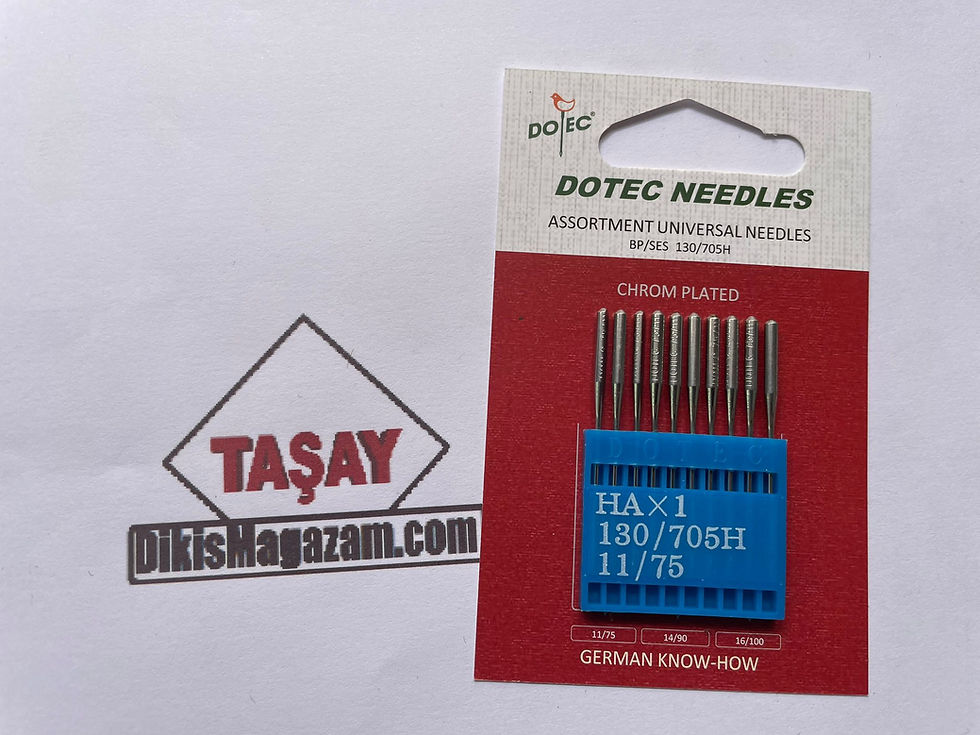 TAŞAY
DikisMagazam.com
DOTEC®
DOTEC NEEDLES
ASSORTMENT UNIVERSAL NEEDLES
BP/SES 130/705H
CHROM PLATED
DOTEC
HA×1
130/705H
11/75
11/75 14/90 16/100
GERMAN KNOW-HOW